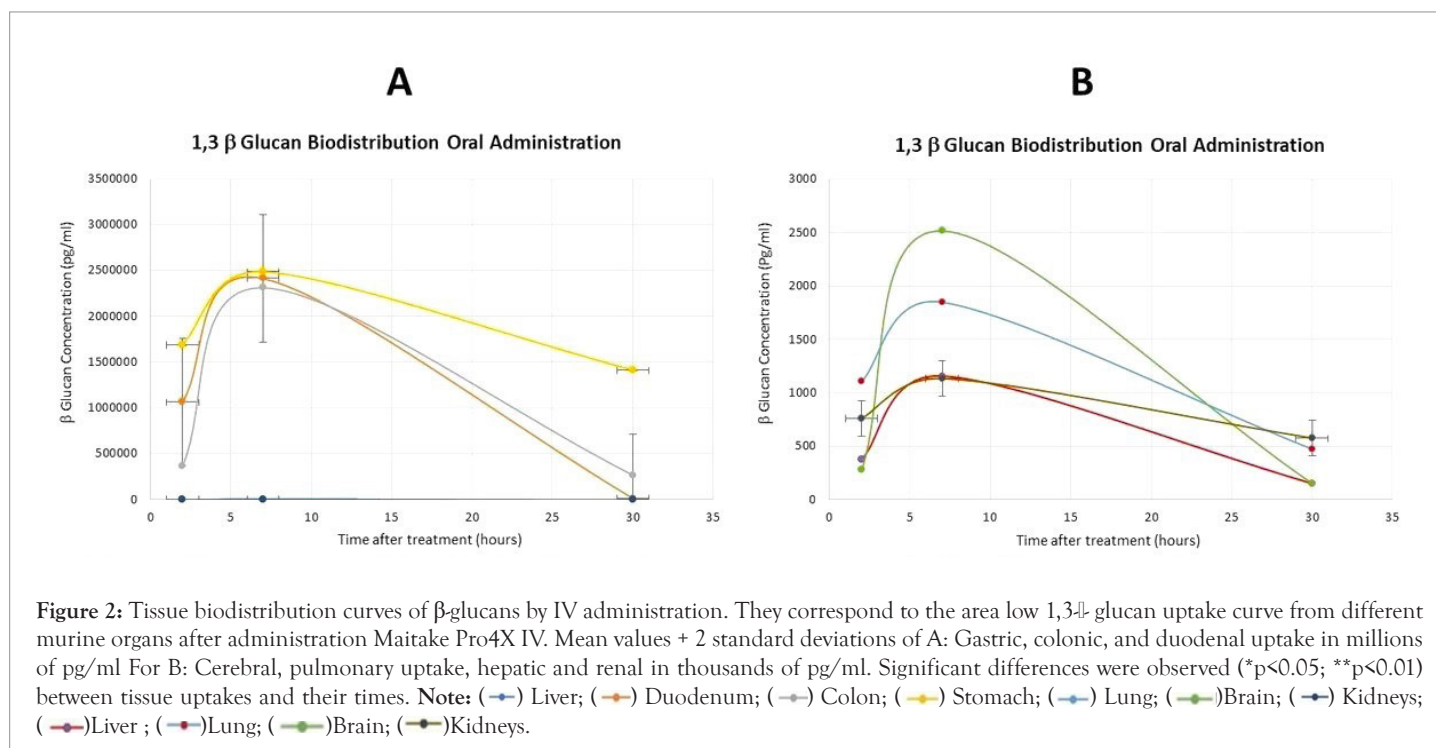 A
1,3 β Glucan Biodistribution Oral Administration
3500000
3000000
2500000
2000000
1500000
1000000
500000
0
β Glucan Concentration (pg/ml)
0 5 10 15 20 25 30 35
Time after treatment (hours)
B
1,3 β Glucan Biodistribution Oral Administration
3000
2500
2000
1500
1000
500
0
β Glucan Concentration (Pg/ml)
0 5 10 15 20 25 30 35
Time after treatment (hours)
Figure 2: Tissue biodistribution curves of β-glucans by IV administration. They correspond to the area low 1,3-- glucan uptake curve from different
murine organs after administration Maitake Pro4X IV. Mean values + 2 standard deviations of A: Gastric, colonic, and duodenal uptake in millions
of pg/ml For B: Cerebral, pulmonary uptake, hepatic and renal in thousands of pg/ml. Significant differences were observed (*p<0.05; **p<0.01)
between tissue uptakes and their times. Note: ( ) Liver; ( ) Duodenum; ( ) Colon; ( ) Stomach; ( ) Lung; ( )Brain; ( ) Kidneys;
( )Liver ; ( )Lung; ( )Brain; ( )Kidneys.